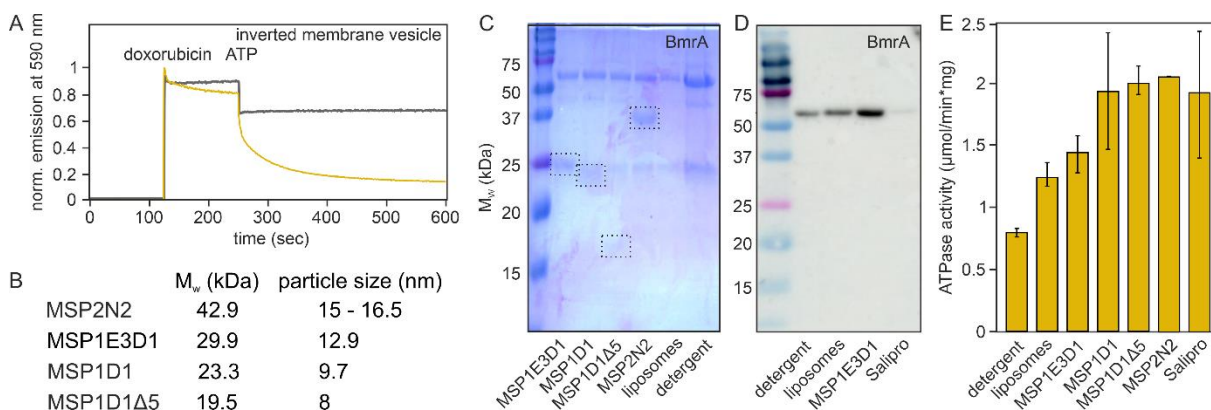 A
inverted membrane vesicle
doxorubicin ATP
norm. emission at 590 nm
1
0.8
0.6
0.4
0.2
0
0 100 200 300 400 500 600
time (sec)
B
Mw (kDa) particle size (nm)
MSP2N2 42.9 15 - 16.5
MSP1E3D1 29.9 12.9
MSP1D1 23.3 9.7
MSP1D1Δ5 19.5 8
C
BmrA
Mw (kDa)
75
50
37
25
20
15
MSP1E3D1
MSP1D1
MSP1D1Δ5
MSP2N2
liposomes
detergent
D
BmrA
75
50
37
25
20
15
detergent
liposomes
MSP1E3D1
Salipro
E
ATPase activity (µmol/min*mg)
2.5
2
1.5
1
0.5
0
*
detergent
liposomes
MSP1E3D1
MSP1D1
MSP1D1Δ5
MSP2N2
Salipro